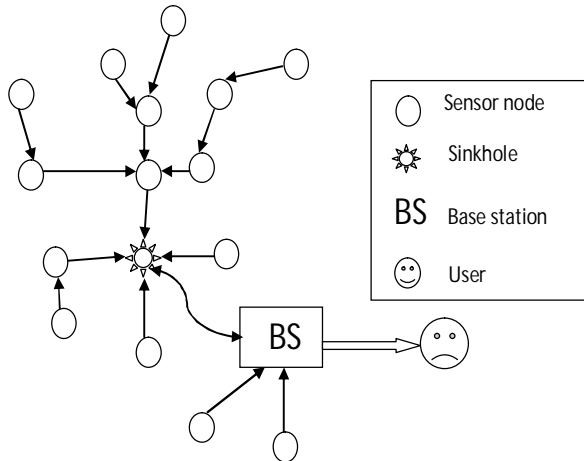 Sensor node
Sinkhole
BS Base station
User
BS